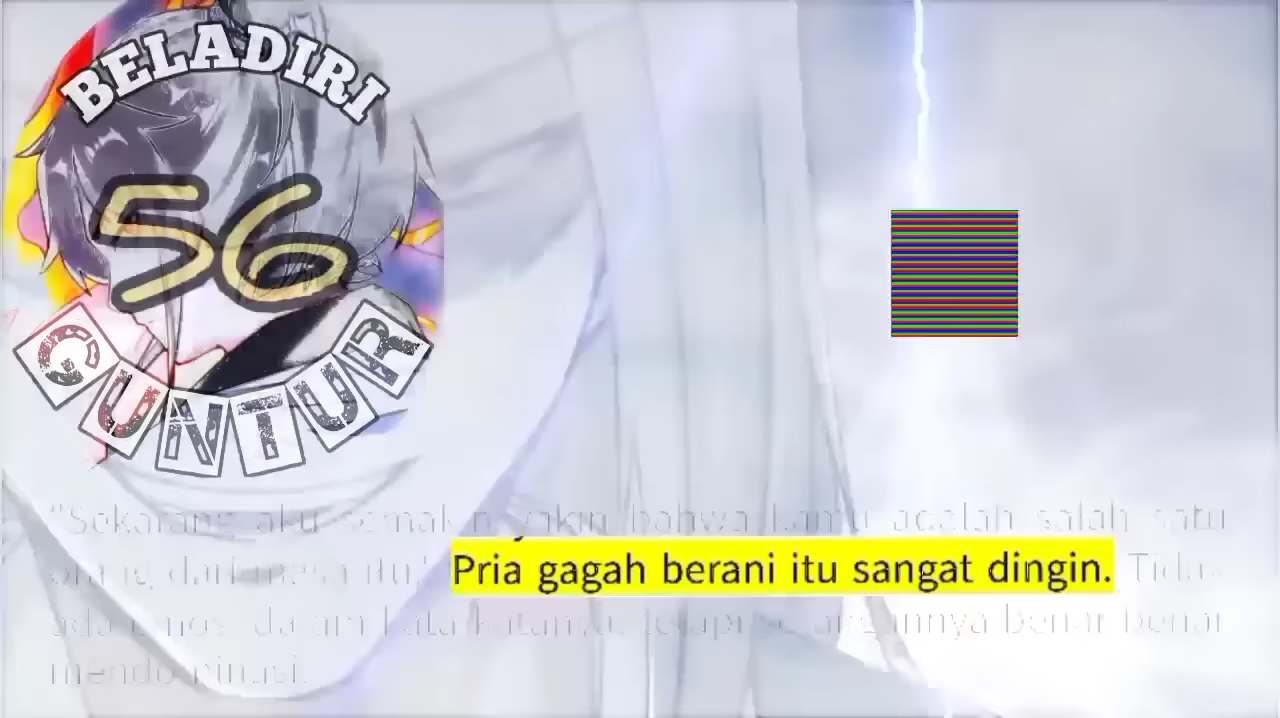 BELADIRI
56
GUNTUR
“Sekarang aku semakin yakin bahwa kamu adalah salah satu
orang dari masa itu.” Pria gagah berani itu sangat dingin. Tidak
ada emosi dalam kata-katanya, tetapi serangannya benar-benar
mendominasi.